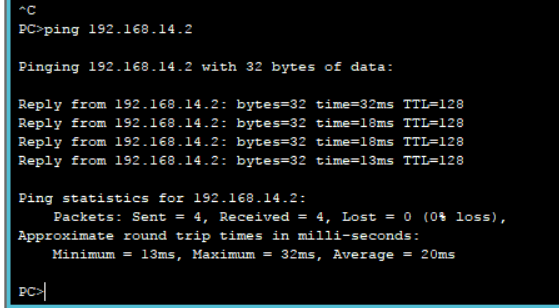 ^C
PC>ping 192.168.14.2
Pinging 192.168.14.2 with 32 bytes of data:
Reply from 192.168.14.2: bytes=32 time=32ms TTL=128
Reply from 192.168.14.2: bytes=32 time=18ms TTL=128
Reply from 192.168.14.2: bytes=32 time=18ms TTL=128
Reply from 192.168.14.2: bytes=32 time=13ms TTL=128
Ping statistics for 192.168.14.2:
Packets: Sent = 4, Received = 4, Lost = 0 (0% loss),
Approximate round trip times in milli-seconds:
Minimum = 13ms, Maximum = 32ms, Average = 20ms
PC>